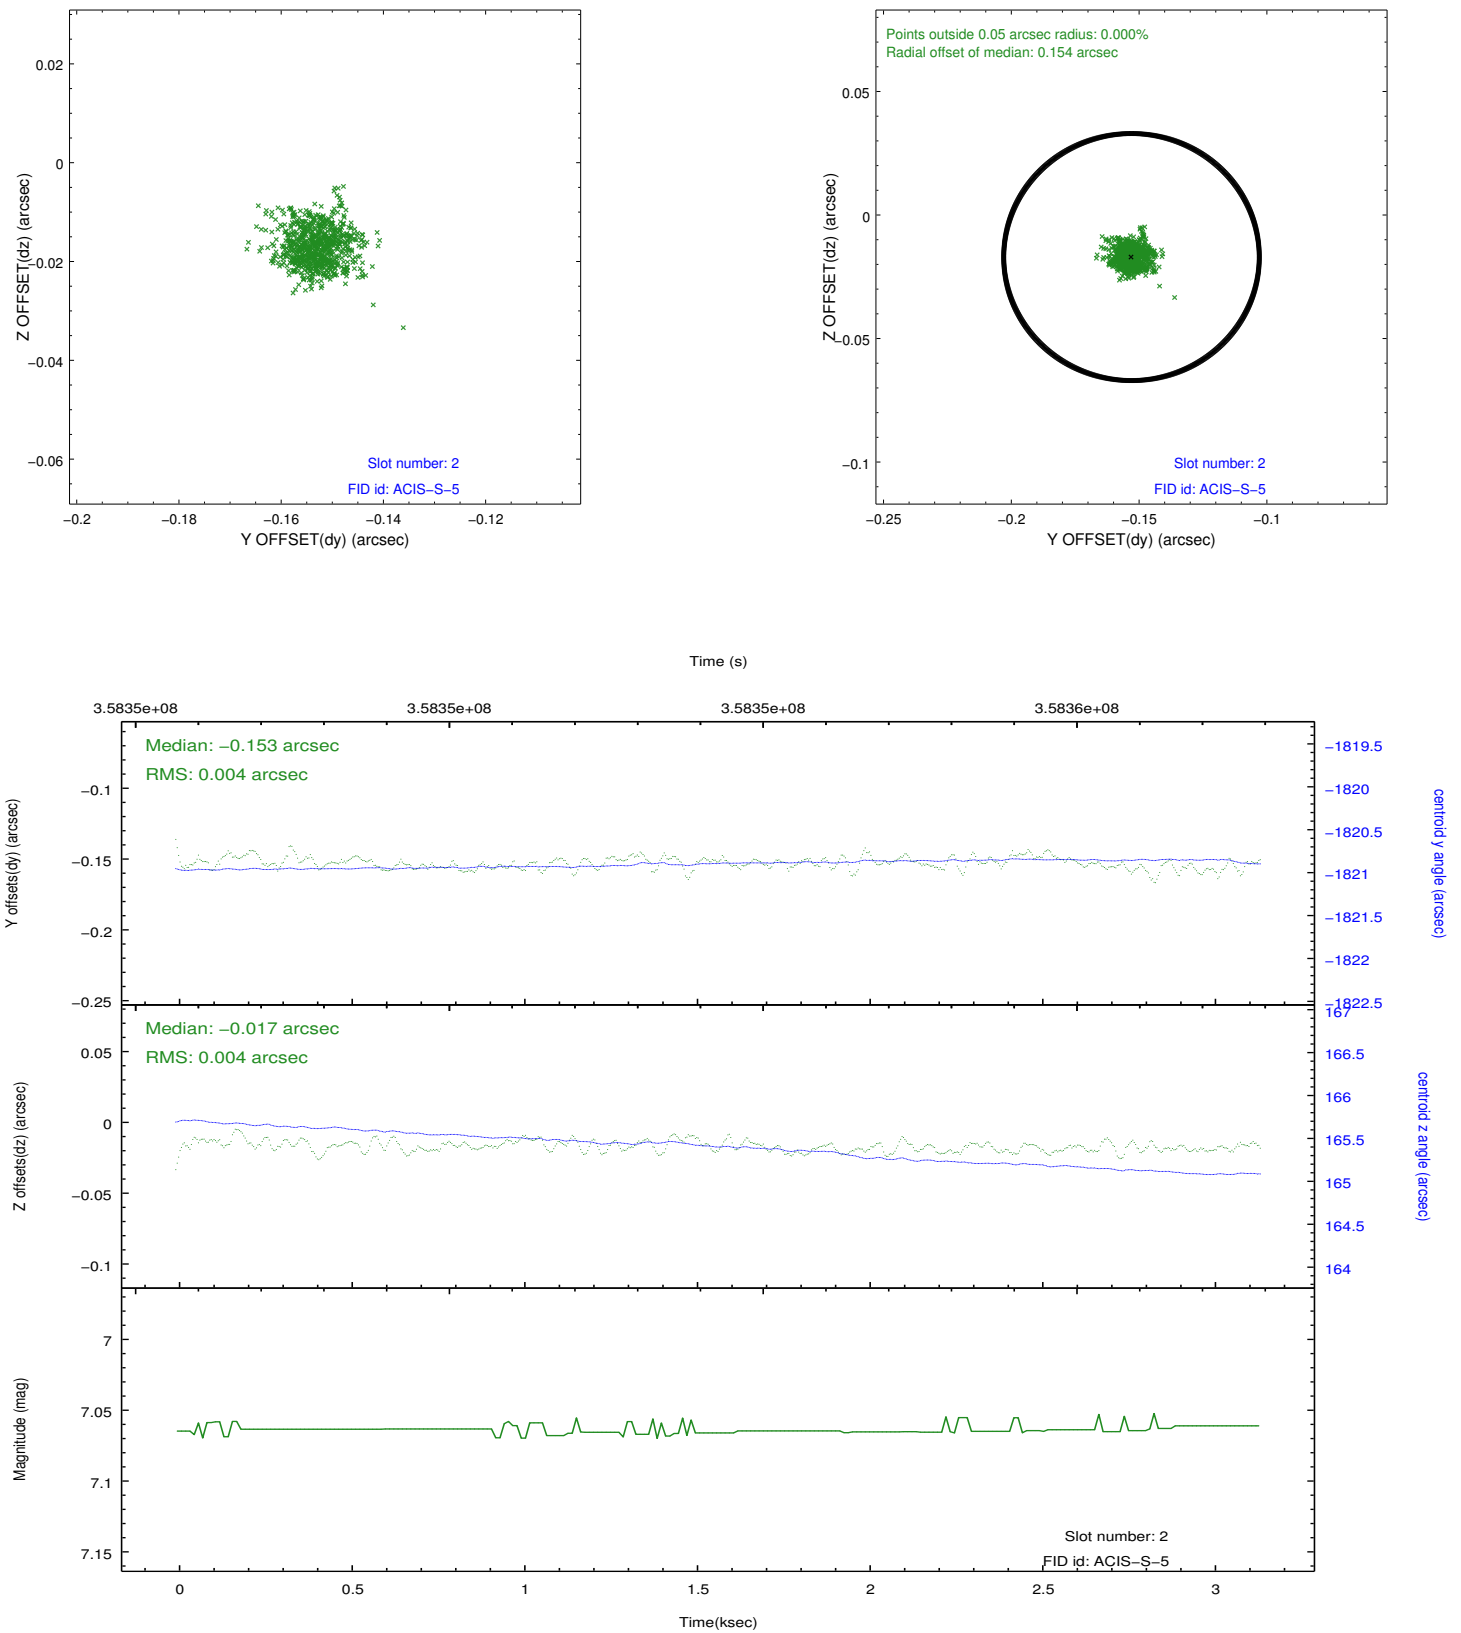 0.02
0
−0.02
−0.04
−0.06
Z OFFSET(dz) (arcsec)
Slot number: 2
FID id: ACIS−S−5
−0.2
−0.18
−0.16
−0.14
−0.12
Y OFFSET(dy) (arcsec)
Points outside 0.05 arcsec radius: 0.000%
Radial offset of median: 0.154 arcsec
0.05
0
−0.05
−0.1
Z OFFSET(dz) (arcsec)
Slot number: 2
FID id: ACIS−S−5
−0.25
−0.2
−0.15
−0.1
Y OFFSET(dy) (arcsec)
Time (s)
3.5835e+08
3.5835e+08
3.5835e+08
3.5836e+08
Median: −0.153 arcsec
RMS: 0.004 arcsec
−0.1
−0.15
−0.2
−0.25
Y offsets(dy) (arcsec)
−1819.5
−1820
−1820.5
−1821
−1821.5
−1822
−1822.5
centroid y angle (arcsec)
Median: −0.017 arcsec
RMS: 0.004 arcsec
0.05
0
−0.05
−0.1
Z offsets(dz) (arcsec)
167
166.5
166
165.5
165
164.5
164
centroid z angle (arcsec)
7
7.05
7.1
7.15
Magnitude (mag)
Slot number: 2
FID id: ACIS−S−5
0
0.5
1
1.5
2
2.5
3
Time(ksec)